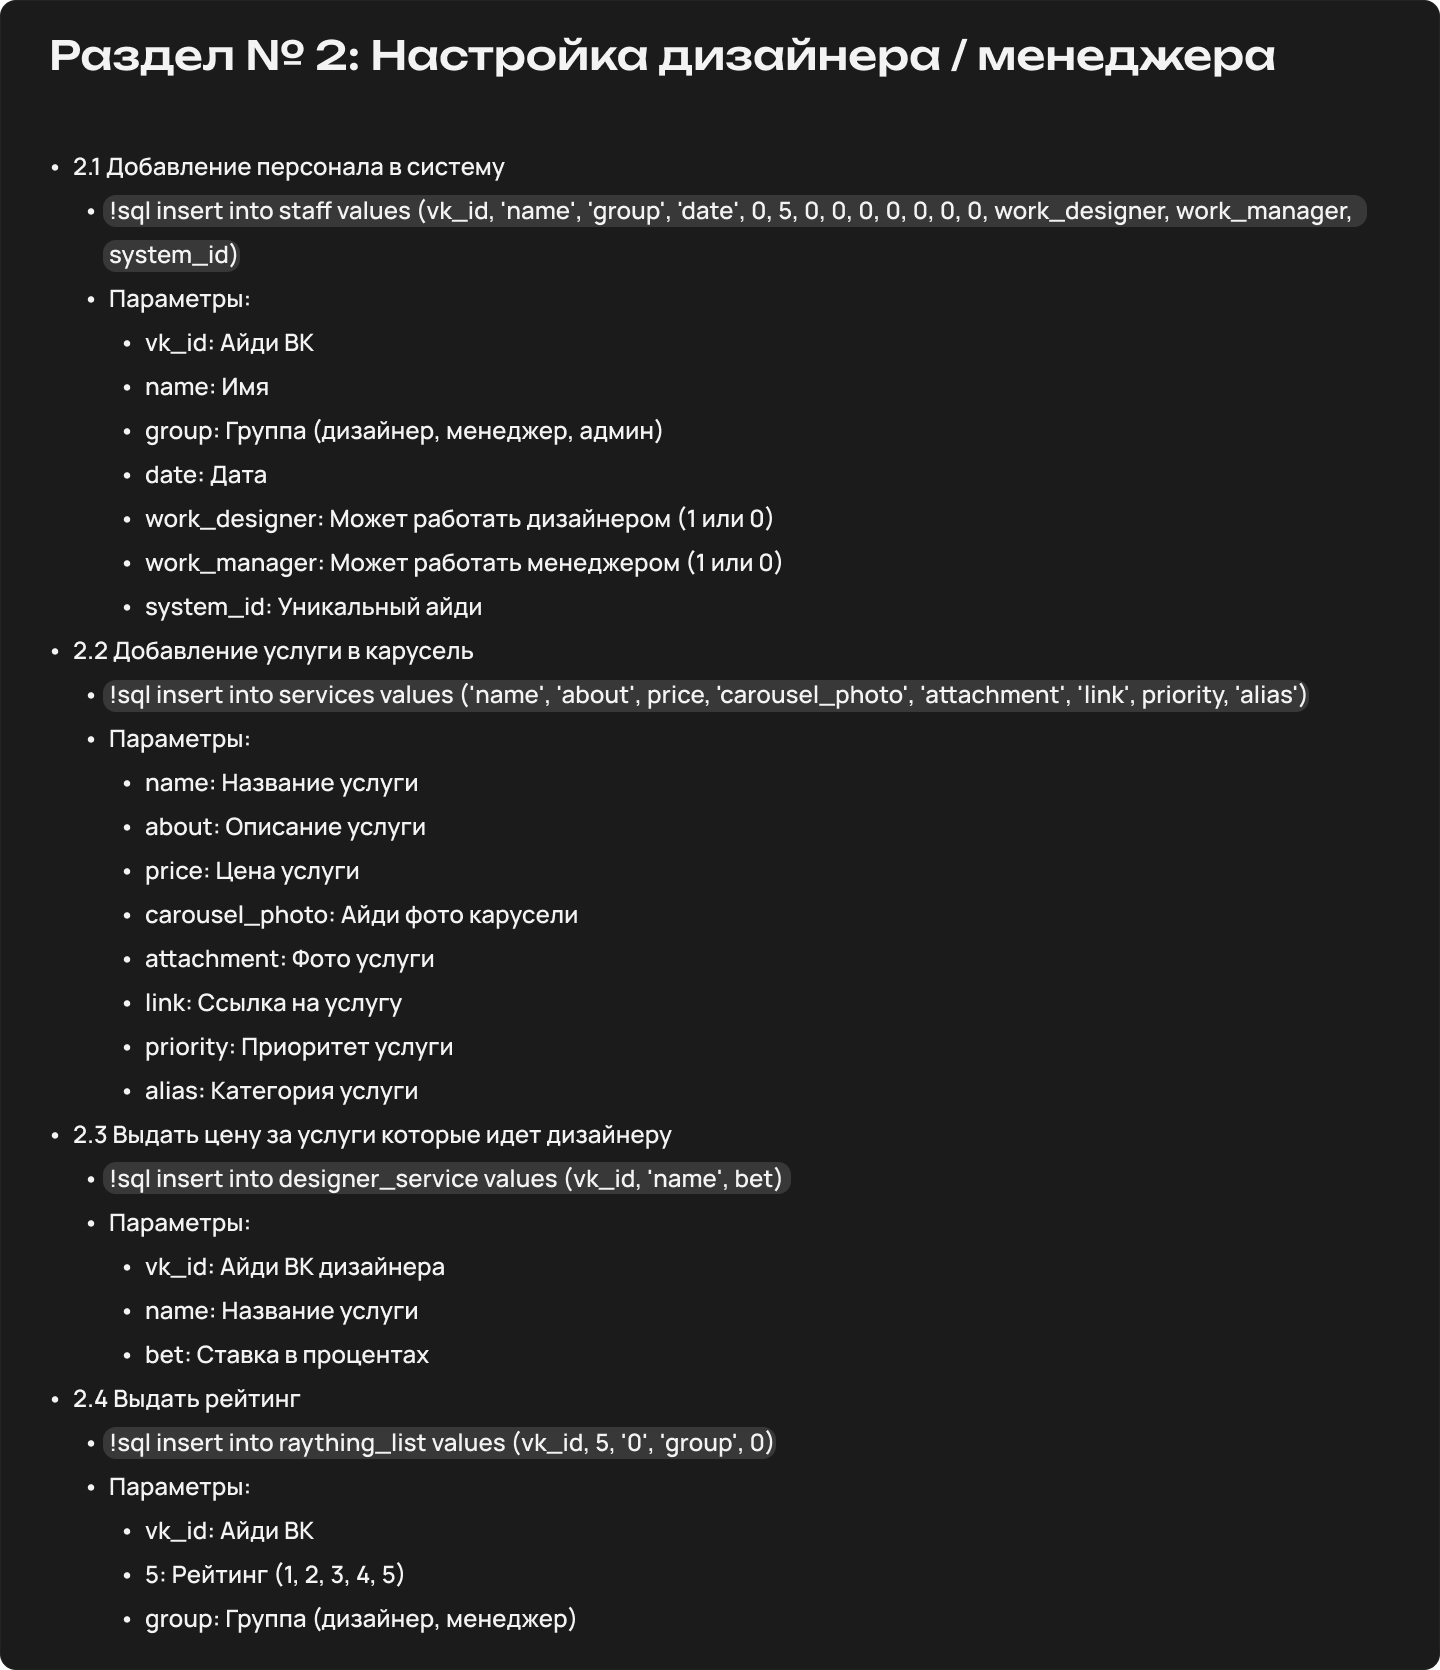 Раздел № 2: Настройка дизайнера / менеджера
• 2.1 Добавление персонала в систему
• !sql insert into staff values (vk_id, 'name', 'group', 'date', 0, 5, 0, 0, 0, 0, 0, 0, 0, work_designer, work_manager,
system_id)
• Параметры:
• vk_id: Айди ВК
• name: Имя
• group: Группа (дизайнер, менеджер, админ)
• date: Дата
• work_designer: Может работать дизайнером (1 или 0)
• work_manager: Может работать менеджером (1 или 0)
• system_id: Уникальный айди
• 2.2 Добавление услуги в карусель
• !sql insert into services values ('name', 'about', price, 'carousel_photo', 'attachment', 'link', priority, 'alias')
• Параметры:
• name: Название услуги
• about: Описание услуги
• price: Цена услуги
• carousel_photo: Айди фото карусели
• attachment: Фото услуги
• link: Ссылка на услугу
• priority: Приоритет услуги
• alias: Категория услуги
• 2.3 Выдать цену за услуги которые идет дизайнеру
• !sql insert into designer_service values (vk_id, 'name', bet)
• Параметры:
• vk_id: Айди ВК дизайнера
• name: Название услуги
• bet: Ставка в процентах
• 2.4 Выдать рейтинг
• !sql insert into raything_list values (vk_id, 5, '0', 'group', 0)
• Параметры:
• vk_id: Айди ВК
• 5: Рейтинг (1, 2, 3, 4, 5)
• group: Группа (дизайнер, менеджер)